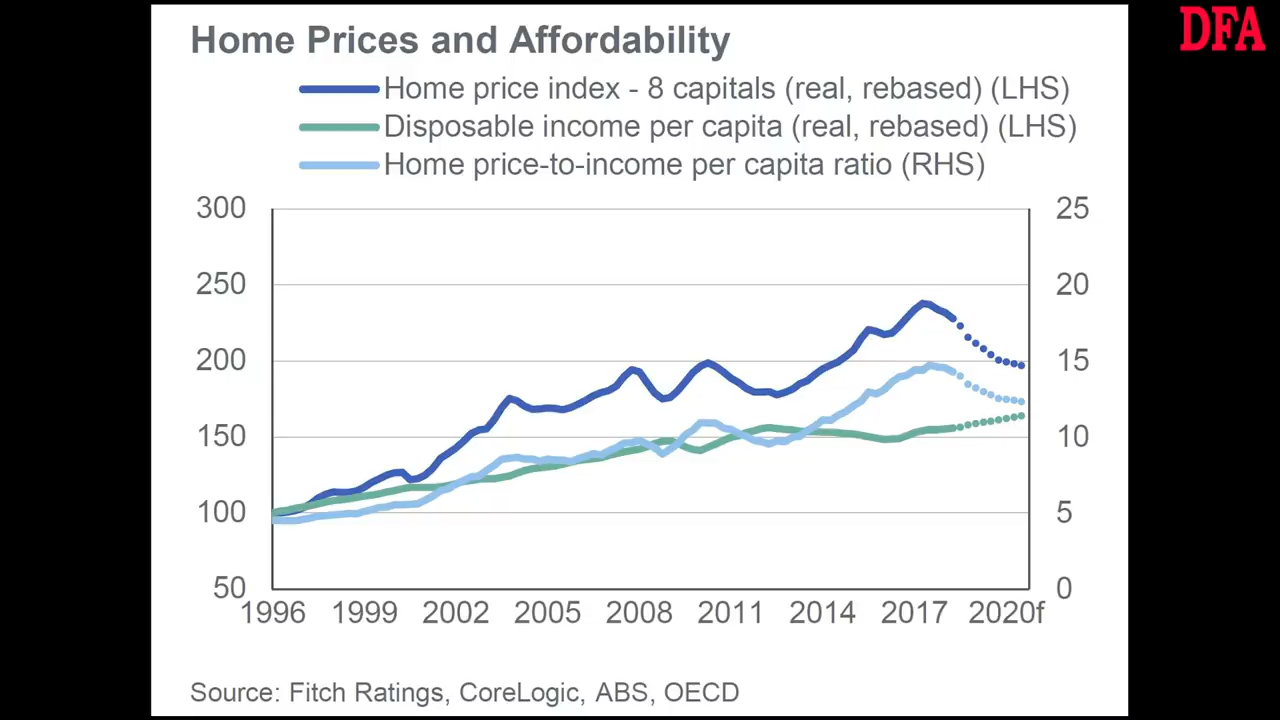 Home Prices and Affordability
DFA
Home price index - 8 capitals (real, rebased) (LHS)
Disposable income per capita (real, rebased) (LHS)
Home price-to-income per capita ratio (RHS)
300 25
250 20
200 15
150 10
100 5
50 0
1996 1999 2002 2005 2008 2011 2014 2017 2020f
Source: Fitch Ratings, CoreLogic, ABS, OECD